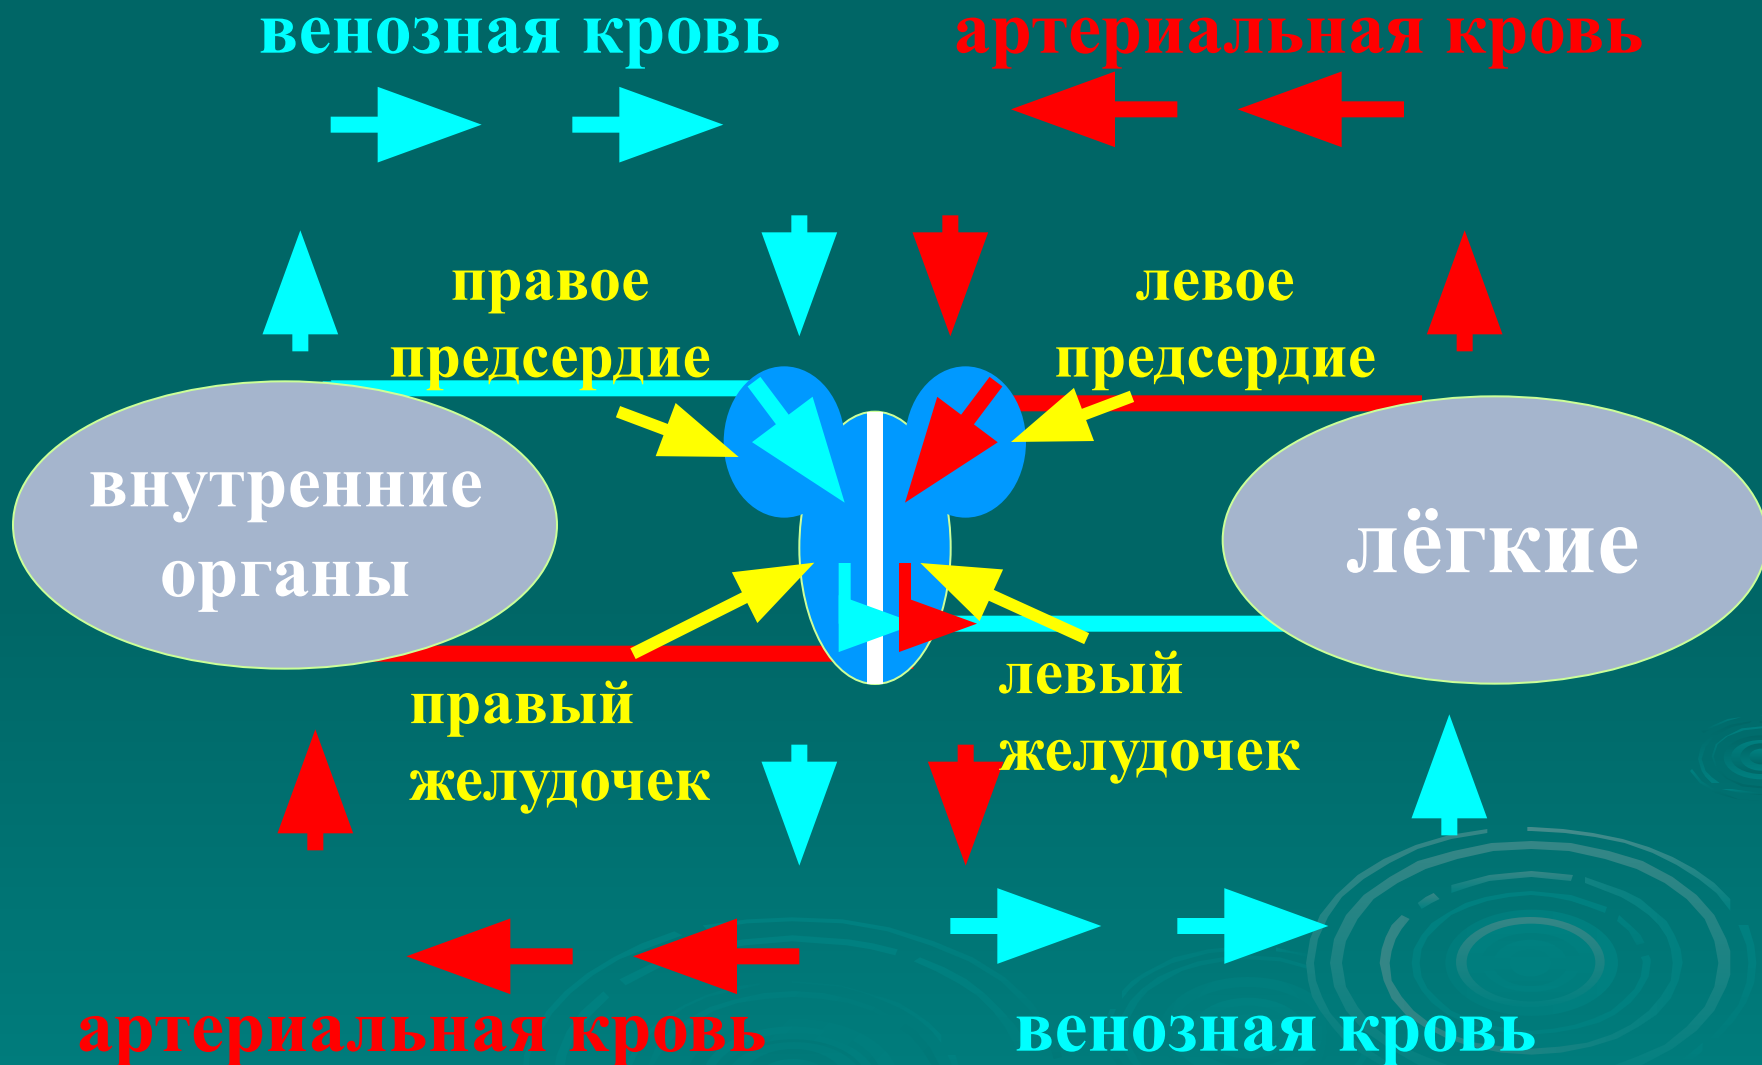 венозная кровь
артериальная кровь
правое
предсердие
левое
предсердие
внутренние
органы
лёгкие
правый
желудочек
левый
желудочек
артериальная кровь
венозная кровь